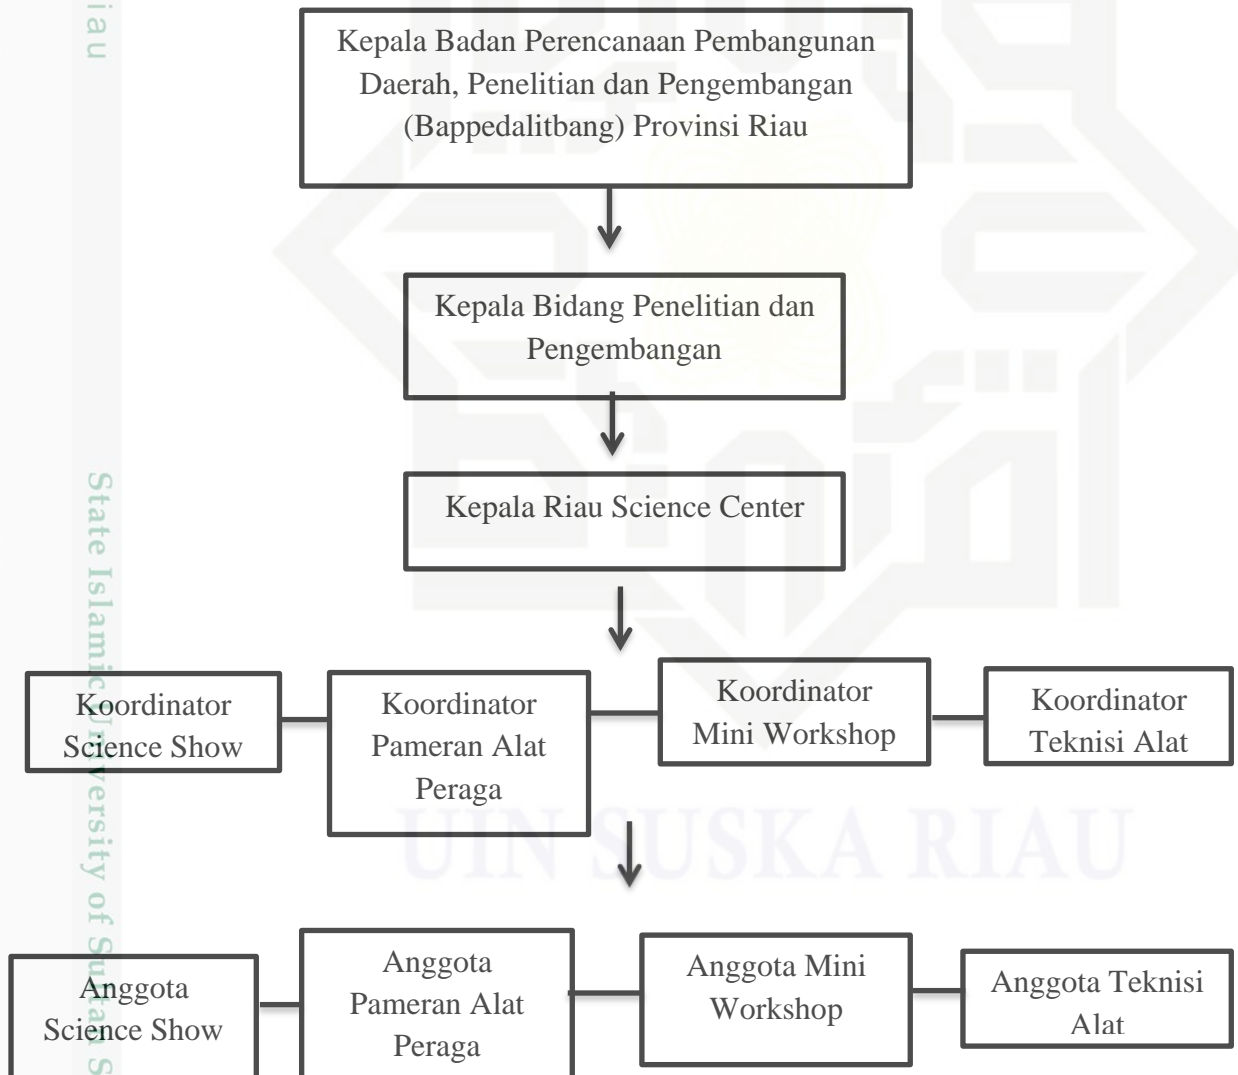 iau
Kepala Badan Perencanaan Pembangunan
Daerah, Penelitian dan Pengembangan
(Bappedalitbang) Provinsi Riau
Kepala Bidang Penelitian dan
Pengembangan
Kepala Riau Science Center
Koordinator
Science Show
Koordinator
Pameran Alat
Peraga
Koordinator
Mini Workshop
Koordinator
Teknisi Alat
UIN SUSKA RIAU
Anggota
Science Show
Anggota
Pameran Alat
Peraga
Anggota Mini
Workshop
Anggota Teknisi
Alat
State Islamic University of Sultan S